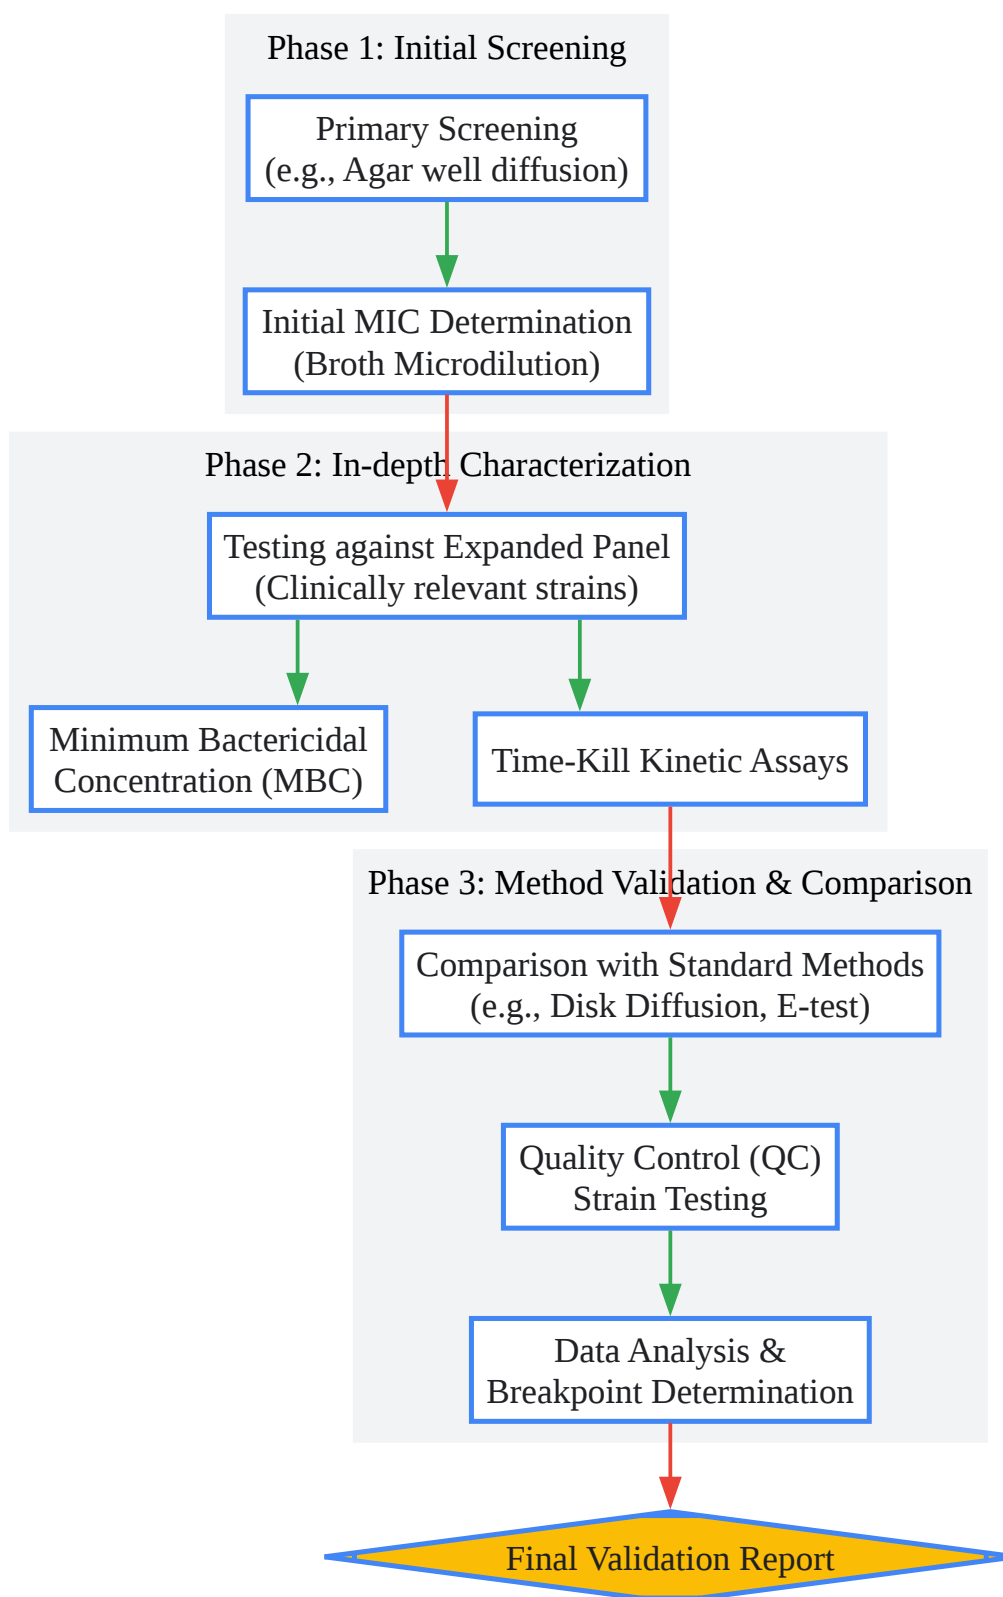 Phase 1: Initial Screening
Primary Screening
(e.g., Agar well diffusion)
Initial MIC Determination
(Broth Microdilution)
Phase 2: In-depth Characterization
Testing against Expanded Panel
(Clinically relevant strains)
Minimum Bactericidal
Concentration (MBC)
Time-Kill Kinetic Assays
Phase 3: Method Validation & Comparison
Comparison with Standard Methods
(e.g., Disk Diffusion, E-test)
Quality Control (QC)
Strain Testing
Data Analysis &
Breakpoint Determination
Final Validation Report